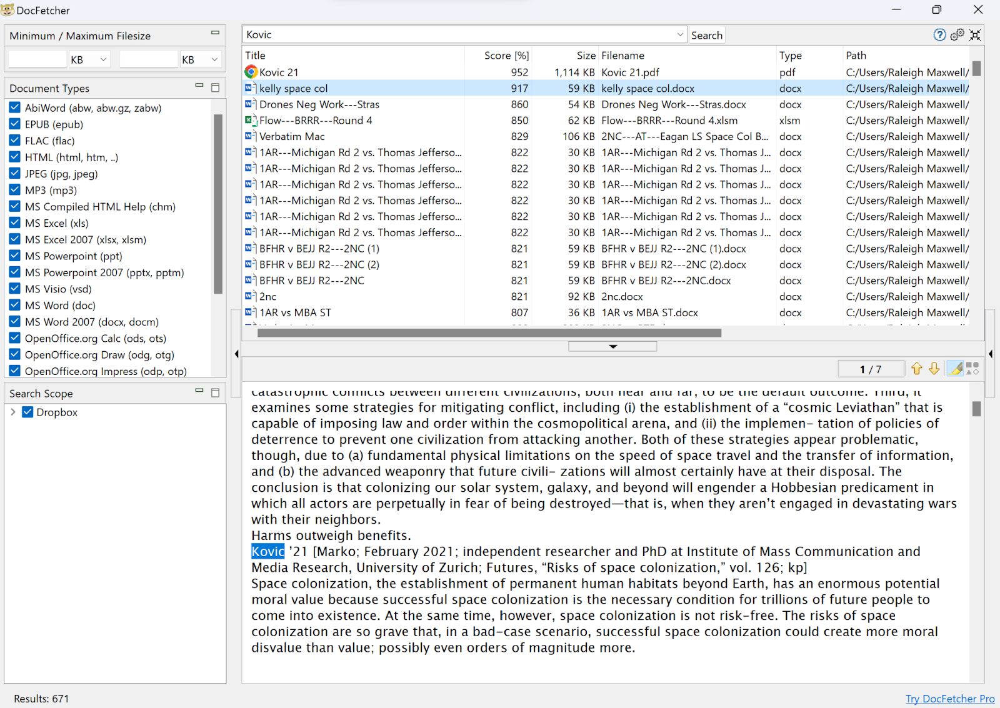 DocFetcher
Minimum / Maximum Filesize
KB
KB
Document Types
AbiWord (abw, abw.gz, zabw)
EPUB (epub)
FLAC (flac)
HTML (html, htm, ..)
JPEG (jpg, jpeg)
MP3 (mp3)
MS Compiled HTML Help (chm)
MS Excel (xls)
MS Excel 2007 (xlsx, xlsm)
MS Powerpoint (ppt)
MS Powerpoint 2007 (pptx, pptm)
MS Visio (vsd)
MS Word (doc)
MS Word 2007 (docx, docm)
OpenOffice.org Calc (ods, ots)
OpenOffice.org Draw (odg, otg)
OpenOffice.org Impress (odp, otp)
Search Scope
Dropbox
Kovic
Search
Title Score [%] Size Filename Type Path
Kovic 21 952 1,114 KB Kovic 21.pdf pdf C:/Users/Raleigh Maxwell/
kelly space col 917 59 KB kelly space col.docx docx C:/Users/Raleigh Maxwell/
Drones Neg Work---Stras 860 54 KB Drones Neg Work---Stras.docx docx C:/Users/Raleigh Maxwell/
Flow---BRRR---Round 4 850 62 KB Flow---BRRR---Round 4.xlsm xlsm C:/Users/Raleigh Maxwell/
Verbatim Mac 829 106 KB 2NC---AT---Eagan LS Space Col B... docx C:/Users/Raleigh Maxwell/
1AR---Michigan Rd 2 vs. Thomas Jefferso... 822 30 KB 1AR---Michigan Rd 2 vs. Thomas J... docx C:/Users/Raleigh Maxwell/
1AR---Michigan Rd 2 vs. Thomas Jefferso... 822 30 KB 1AR---Michigan Rd 2 vs. Thomas J... docx C:/Users/Raleigh Maxwell/
1AR---Michigan Rd 2 vs. Thomas Jefferso... 822 30 KB 1AR---Michigan Rd 2 vs. Thomas J... docx C:/Users/Raleigh Maxwell/
1AR---Michigan Rd 2 vs. Thomas Jefferso... 822 30 KB 1AR---Michigan Rd 2 vs. Thomas J... docx C:/Users/Raleigh Maxwell/
1AR---Michigan Rd 2 vs. Thomas Jefferso... 822 30 KB 1AR---Michigan Rd 2 vs. Thomas J... docx C:/Users/Raleigh Maxwell/
1AR---Michigan Rd 2 vs. Thomas Jefferso... 822 30 KB 1AR---Michigan Rd 2 vs. Thomas J... docx C:/Users/Raleigh Maxwell/
BFHR v BEJJ R2---2NC (1) 821 59 KB BFHR v BEJJ R2---2NC (1).docx docx C:/Users/Raleigh Maxwell/
BFHR v BEJJ R2---2NC (2) 821 59 KB BFHR v BEJJ R2---2NC (2).docx docx C:/Users/Raleigh Maxwell/
BFHR v BEJJ R2---2NC 821 59 KB BFHR v BEJJ R2---2NC.docx docx C:/Users/Raleigh Maxwell/
2nc 821 92 KB 2nc.docx docx C:/Users/Raleigh Maxwell/
1AR vs MBA ST 807 36 KB 1AR vs MBA ST.docx docx C:/Users/Raleigh Maxwell/
1 / 7
catastrophic conflicts between different civilizations, both near and far, to be the default outcome. Third, it
examines some strategies for mitigating conflict, including (i) the establishment of a “cosmic Leviathan” that is
capable of imposing law and order within the cosmopolitical arena, and (ii) the implemen- tation of policies of
deterrence to prevent one civilization from attacking another. Both of these strategies appear problematic,
though, due to (a) fundamental physical limitations on the speed of space travel and the transfer of information,
and (b) the advanced weaponry that future civili- zations will almost certainly have at their disposal. The
conclusion is that colonizing our solar system, galaxy, and beyond will engender a Hobbesian predicament in
which all actors are perpetually in fear of being destroyed—that is, when they aren’t engaged in devastating wars
with their neighbors.
Harms outweigh benefits.
Kovic ’21 [Marko; February 2021; independent researcher and PhD at Institute of Mass Communication and
Media Research, University of Zurich; Futures, “Risks of space colonization,” vol. 126; kp]
Space colonization, the establishment of permanent human habitats beyond Earth, has an enormous potential
moral value because successful space colonization is the necessary condition for trillions of future people to
come into existence. At the same time, however, space colonization is not risk-free. The risks of space
colonization are so grave that, in a bad-case scenario, successful space colonization could create more moral
disvalue than value; possibly even orders of magnitude more.
Results: 671
Try DocFetcher Pro